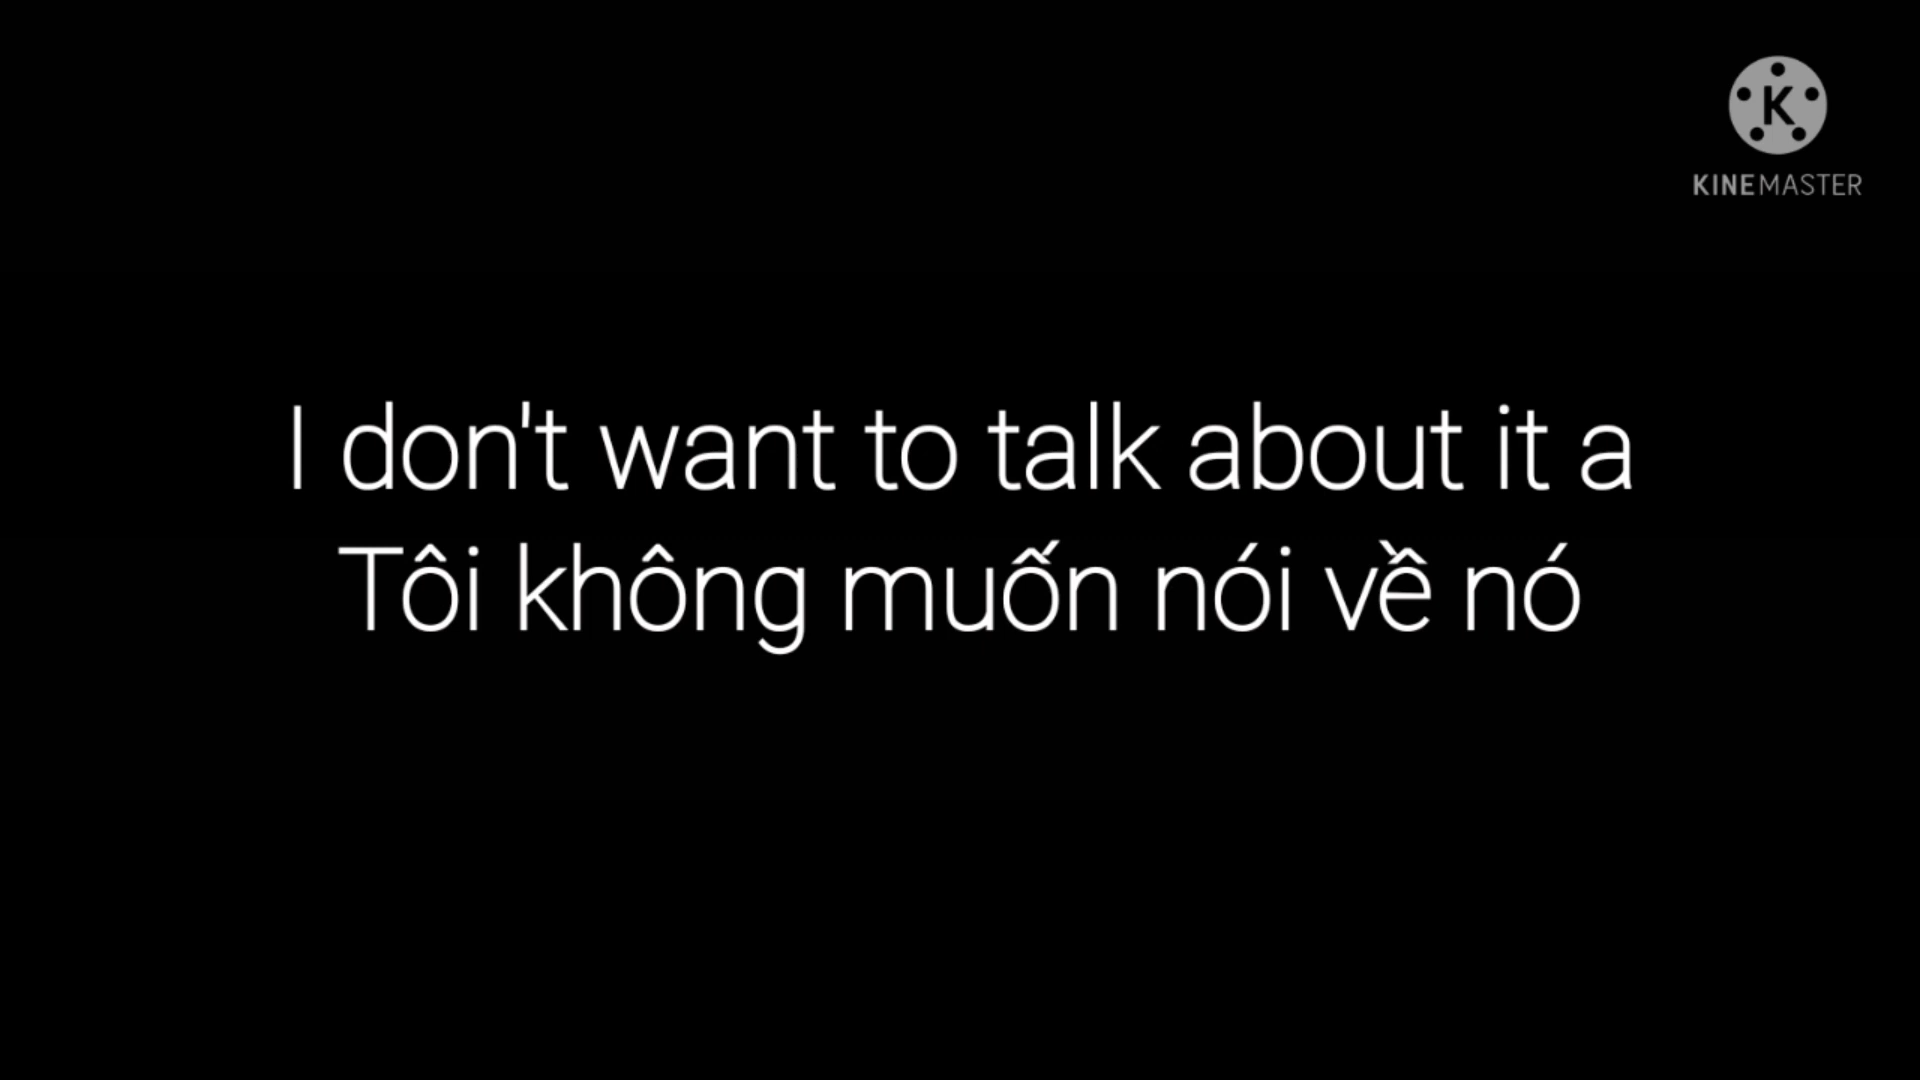 K
KINEMASTER
I don't want to talk about it a
Tôi không muốn nói về nó